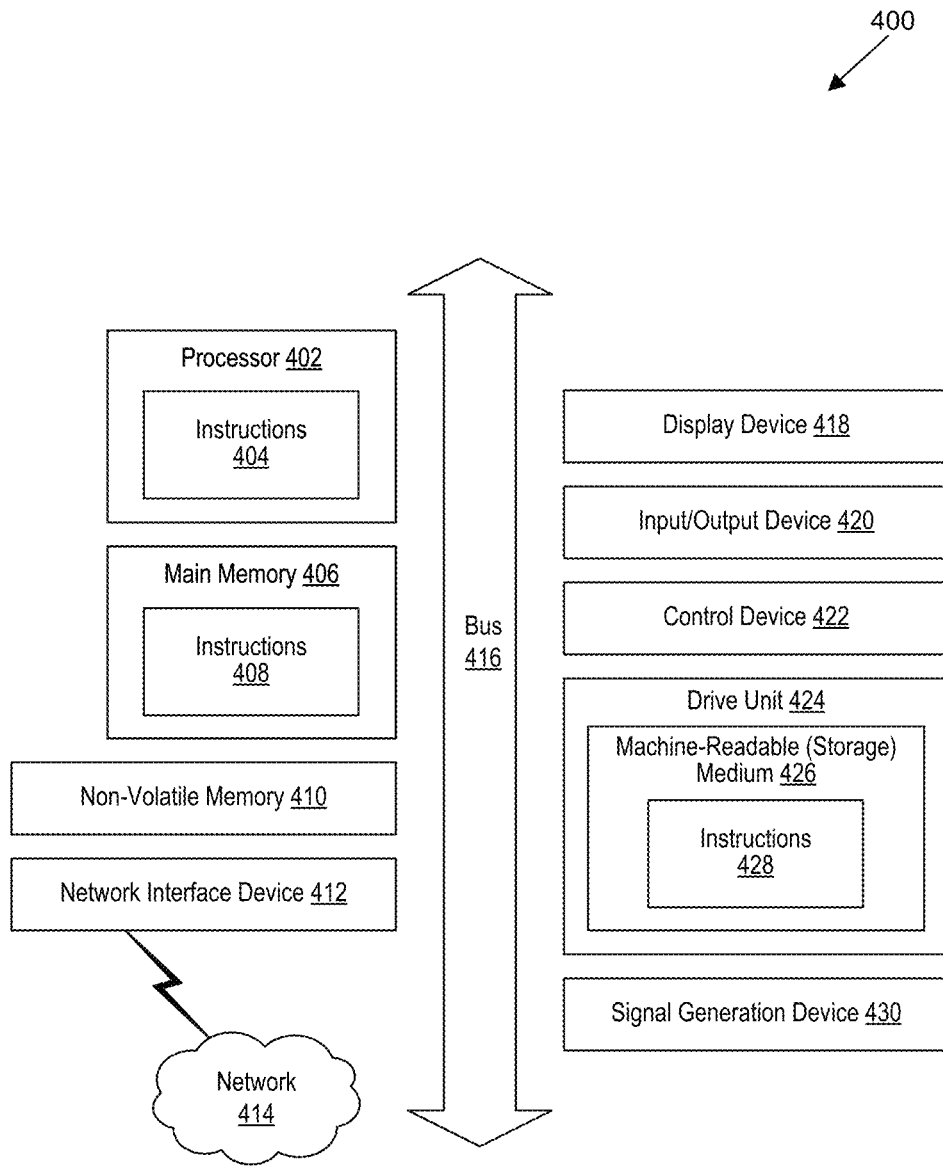 400
Processor 402
Instructions
404
Main Memory 406
Instructions
408
Non-Volatile Memory 410
Network Interface Device 412
Network
414
Bus
416
Display Device 418
Input/Output Device 420
Control Device 422
Drive Unit 424
Machine-Readable (Storage)
Medium 426
Instructions
428
Signal Generation Device 430